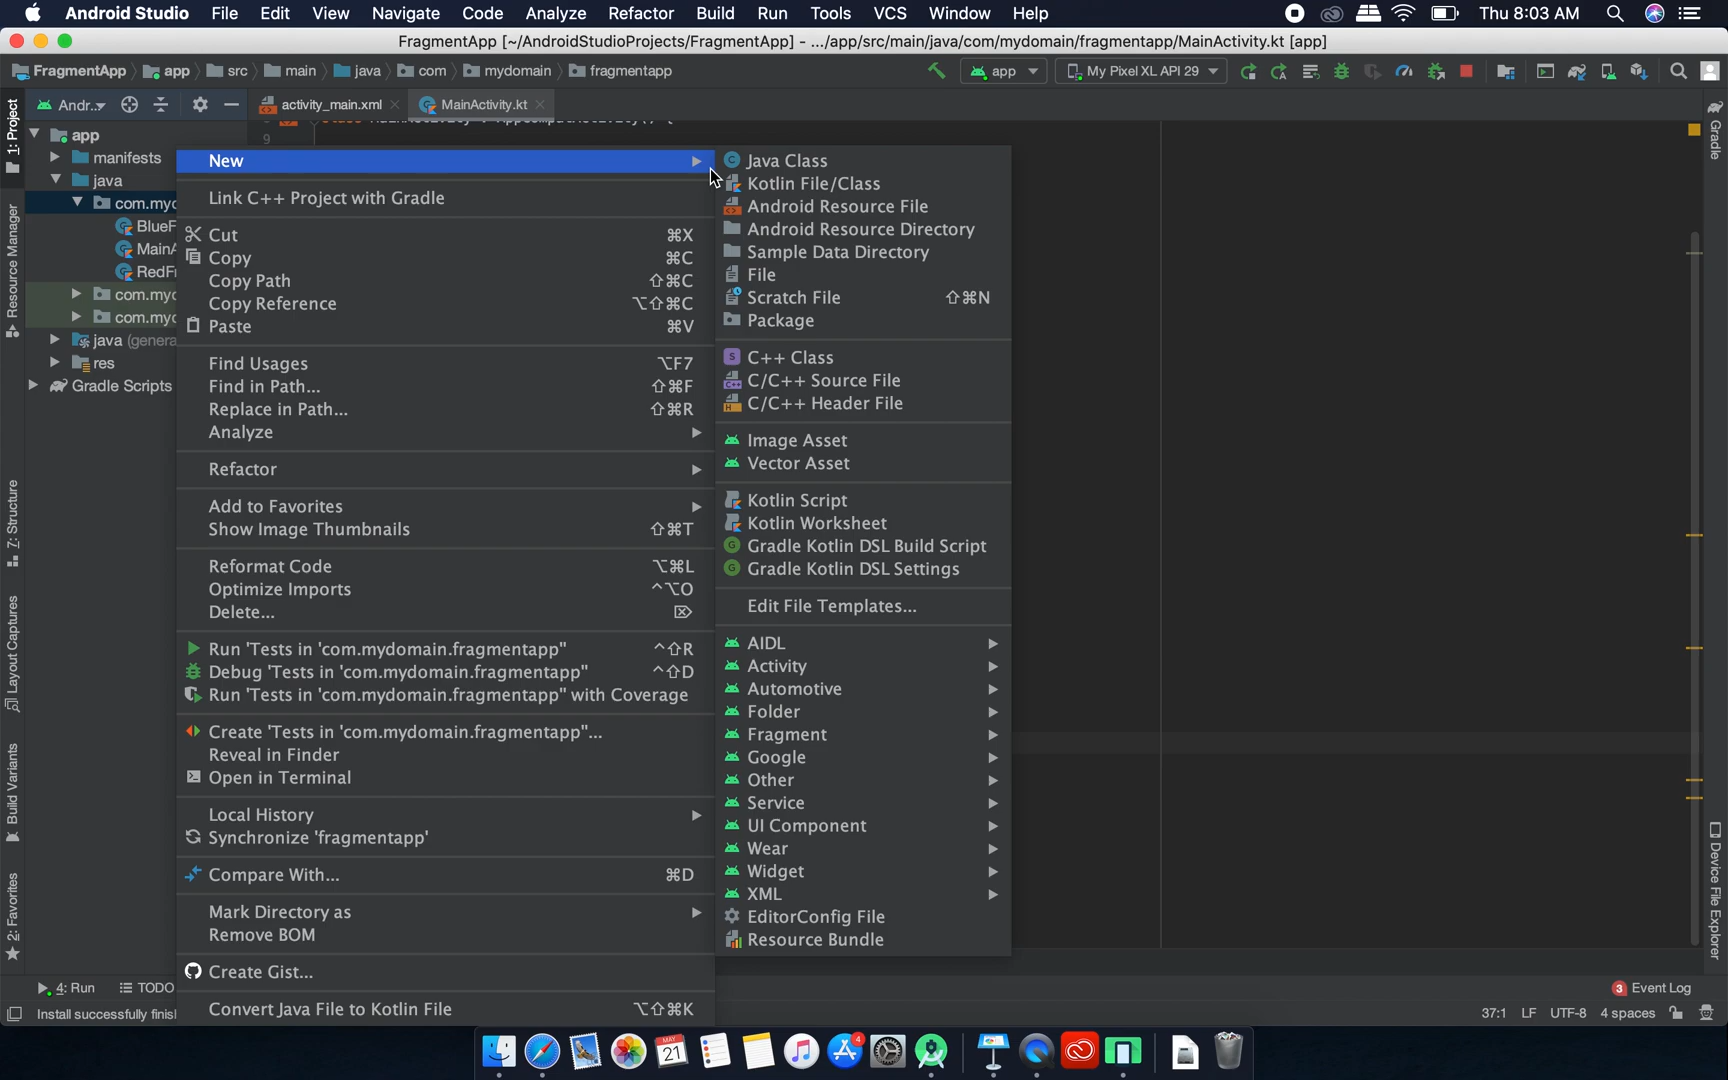 Android Studio File Edit View Navigate Code Analyze Refactor Build Run Tools VCS Window Help Thu 8:03 AM
FragmentApp [~/AndroidStudioProjects/FragmentApp] - .../app/src/main/java/com/mydomain/fragmentapp/MainActivity.kt [app]
FragmentApp app src main java com mydomain fragmentapp app My Pixel XL API 29
Andr... activity_main.xml MainActivity.kt
1: Project
Resource Manager
7: Structure
Layout Captures
Build Variants
2: Favorites
app
manifests
java
com.myc
BlueF
MainA
RedFr
com.myc
com.myc
java (genera
res
Gradle Scripts
9
New
Link C++ Project with Gradle
Cut ⌘X
Copy ⌘C
Copy Path ⇧⌘C
Copy Reference ⌥⇧⌘C
Paste ⌘V
Find Usages ⌥F7
Find in Path... ⇧⌘F
Replace in Path... ⇧⌘R
Analyze
Refactor
Add to Favorites
Show Image Thumbnails ⇧⌘T
Reformat Code ⌥⌘L
Optimize Imports ^⌥O
Delete... ⌦
Run 'Tests in 'com.mydomain.fragmentapp'' ^⇧R
Debug 'Tests in 'com.mydomain.fragmentapp'' ^⇧D
Run 'Tests in 'com.mydomain.fragmentapp'' with Coverage
Create 'Tests in 'com.mydomain.fragmentapp''...
Reveal in Finder
Open in Terminal
Local History
Synchronize 'fragmentapp'
Compare With... ⌘D
Mark Directory as
Remove BOM
Create Gist...
Convert Java File to Kotlin File ⌥⇧⌘K
Java Class
Kotlin File/Class
Android Resource File
Android Resource Directory
Sample Data Directory
File
Scratch File ⇧⌘N
Package
C++ Class
C/C++ Source File
C/C++ Header File
Image Asset
Vector Asset
Kotlin Script
Kotlin Worksheet
Gradle Kotlin DSL Build Script
Gradle Kotlin DSL Settings
Edit File Templates...
AIDL
Activity
Automotive
Folder
Fragment
Google
Other
Service
UI Component
Wear
Widget
XML
EditorConfig File
Resource Bundle
Gradle
Device File Explorer
4: Run TODO 3 Event Log
Install successfully finisl 37:1 LF UTF-8 4 spaces
MAY
21
4